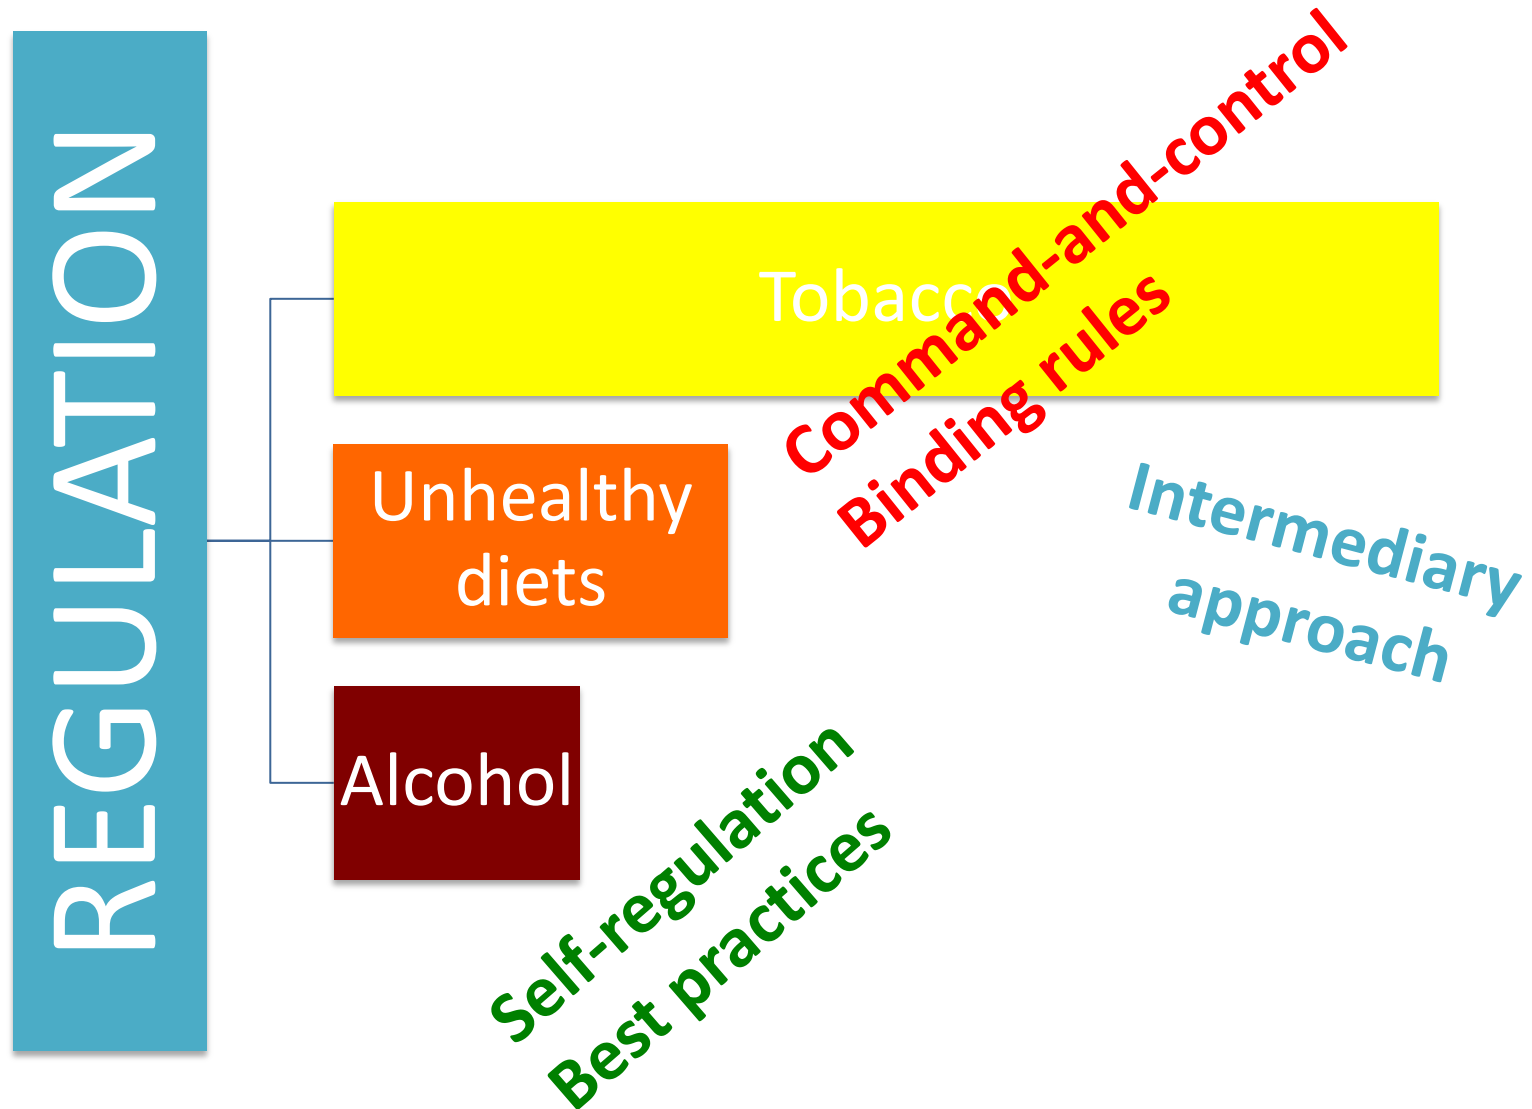 REGULATION
Tobacco
Command-and-control
Binding rules
Unhealthy
diets
Intermediary
approach
Alcohol
Self-regulation
Best practices